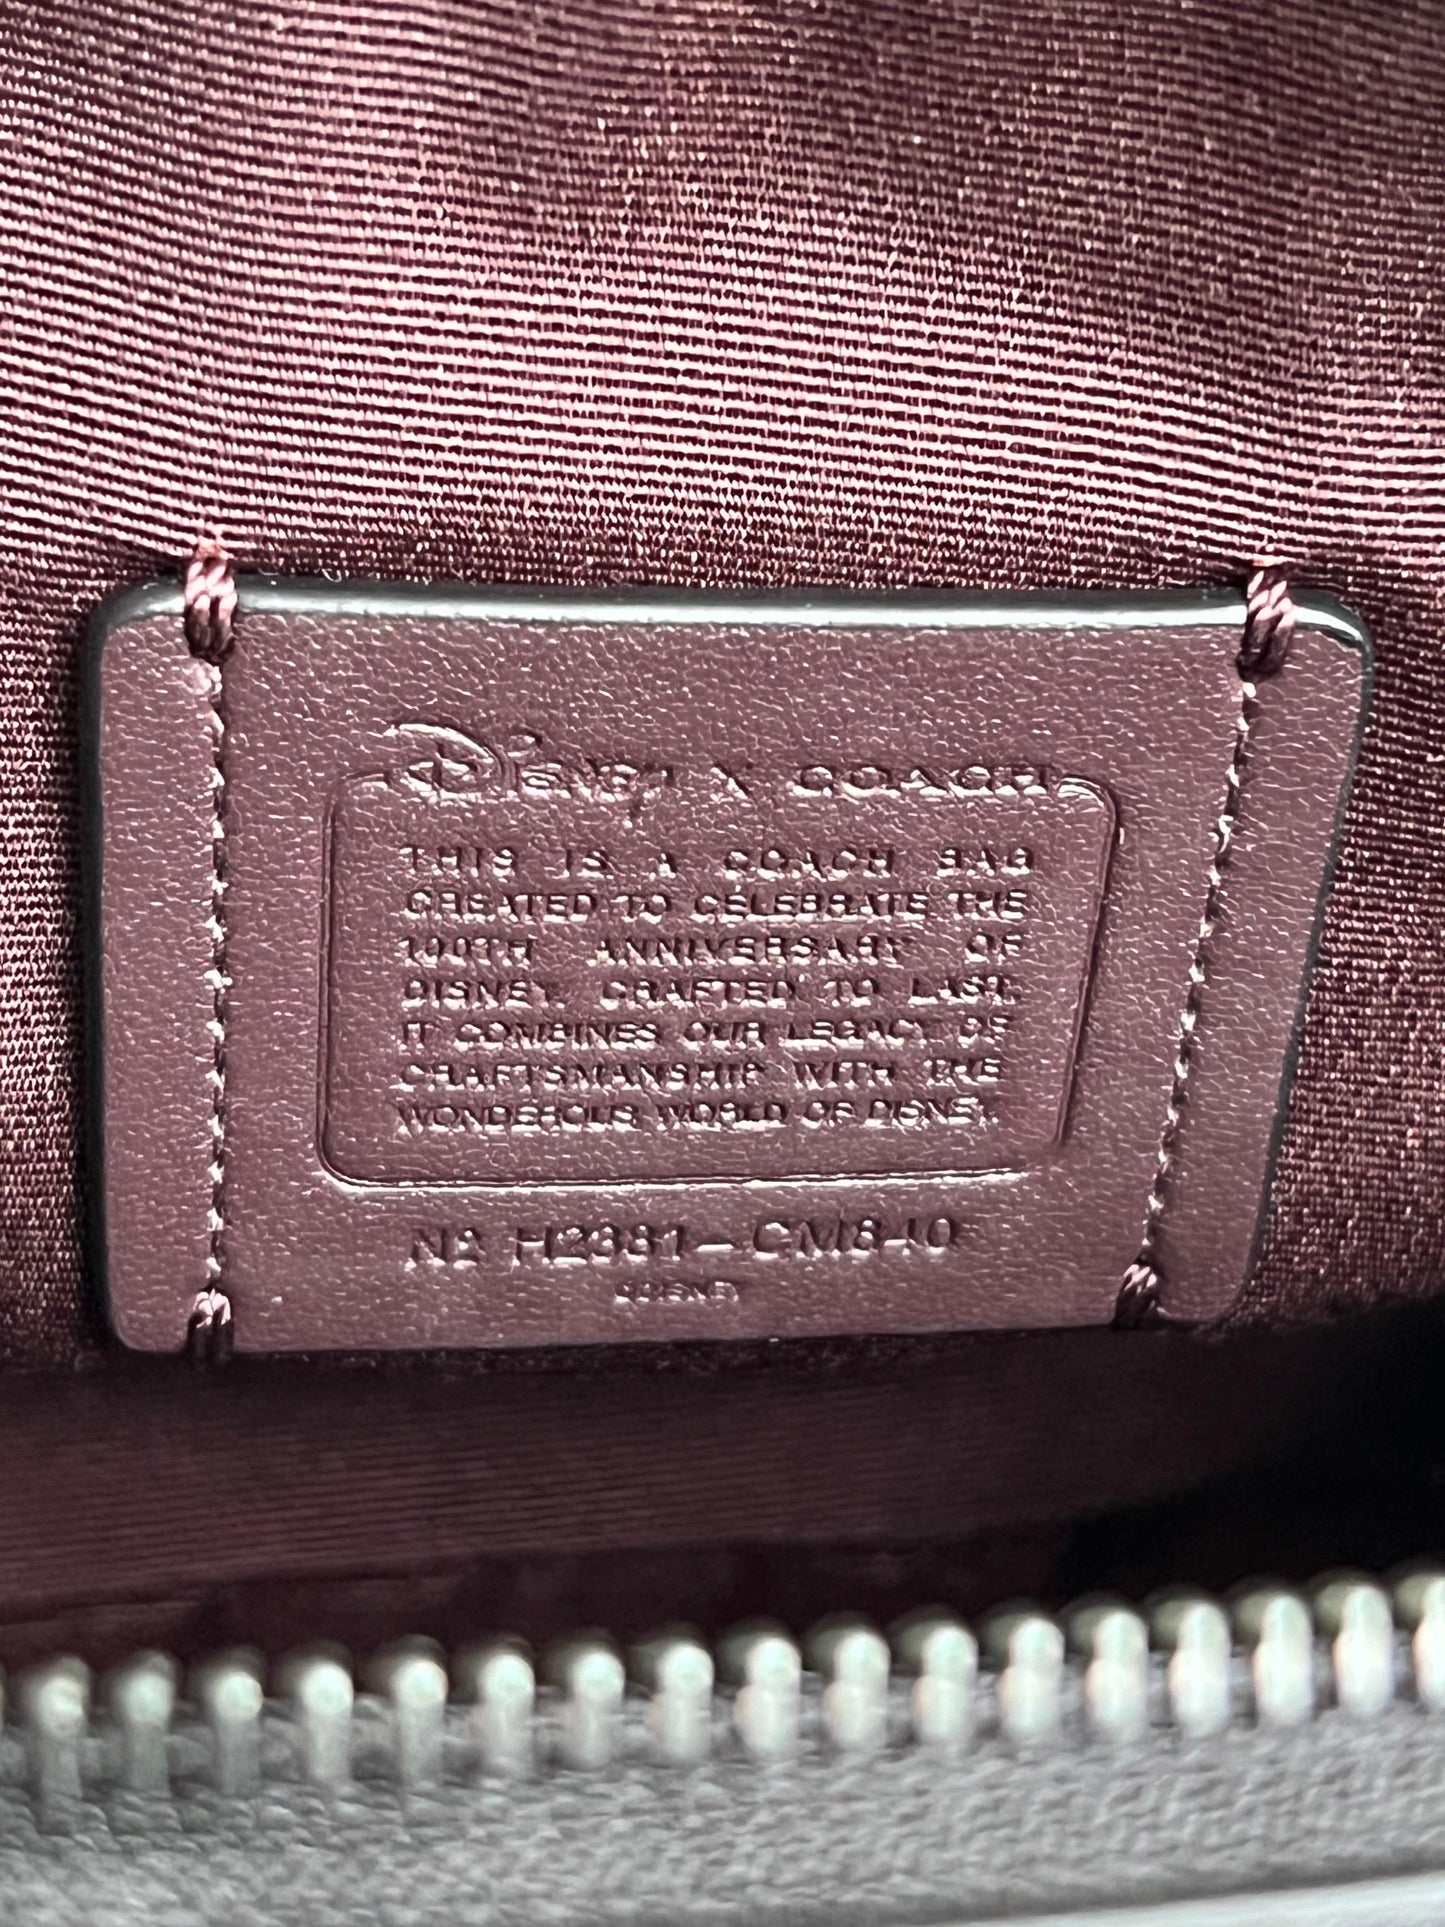 Disney X COACH
THIS IS A COACH BAG
CREATED TO CELEBRATE THE
100TH ANNIVERSARY OF
DISNEY. CRAFTED TO LAST,
IT COMBINES OUR LEGACY OF
CRAFTSMANSHIP WITH THE
WONDEROUS WORLD OF DISNEY.
Nº H2381-CM840
©DISNEY